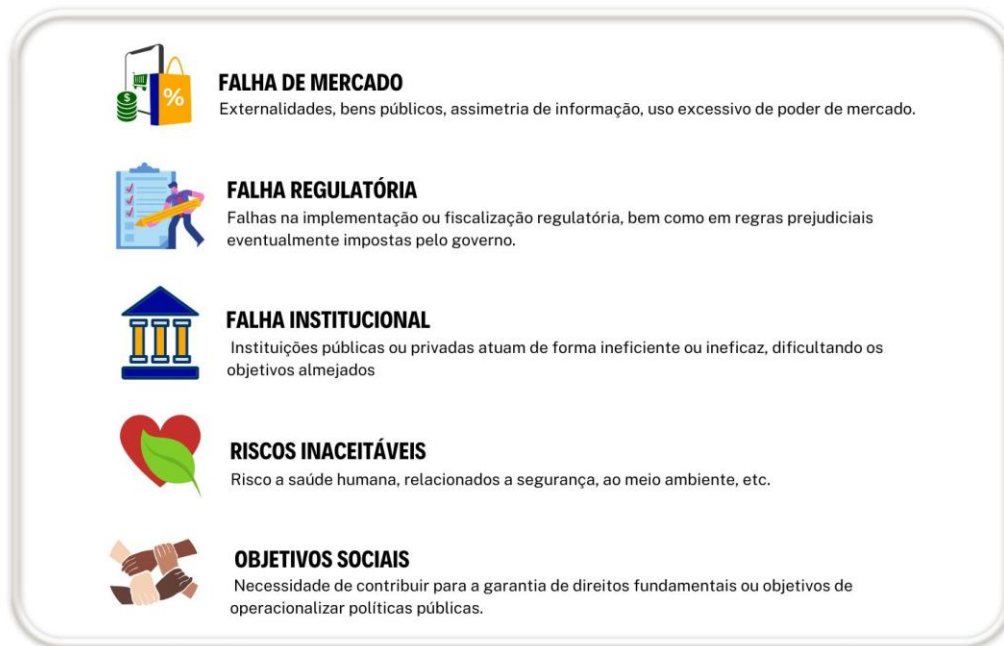 FALHA DE MERCADO
Externalidades, bens públicos, assimetria de informação, uso excessivo de poder de mercado.
FALHA REGULATÓRIA
Falhas na implementação ou fiscalização regulatória, bem como em regras prejudiciais
eventualmente impostas pelo governo.
FALHA INSTITUCIONAL
Instituições públicas ou privadas atuam de forma ineficiente ou ineficaz, dificultando os
objetivos almejados
RISCOS INACEITÁVEIS
Risco a saúde humana, relacionados a segurança, ao meio ambiente, etc.
OBJETIVOS SOCIAIS
Necessidade de contribuir para a garantia de direitos fundamentais ou objetivos de
operacionalizar políticas públicas.
$
%